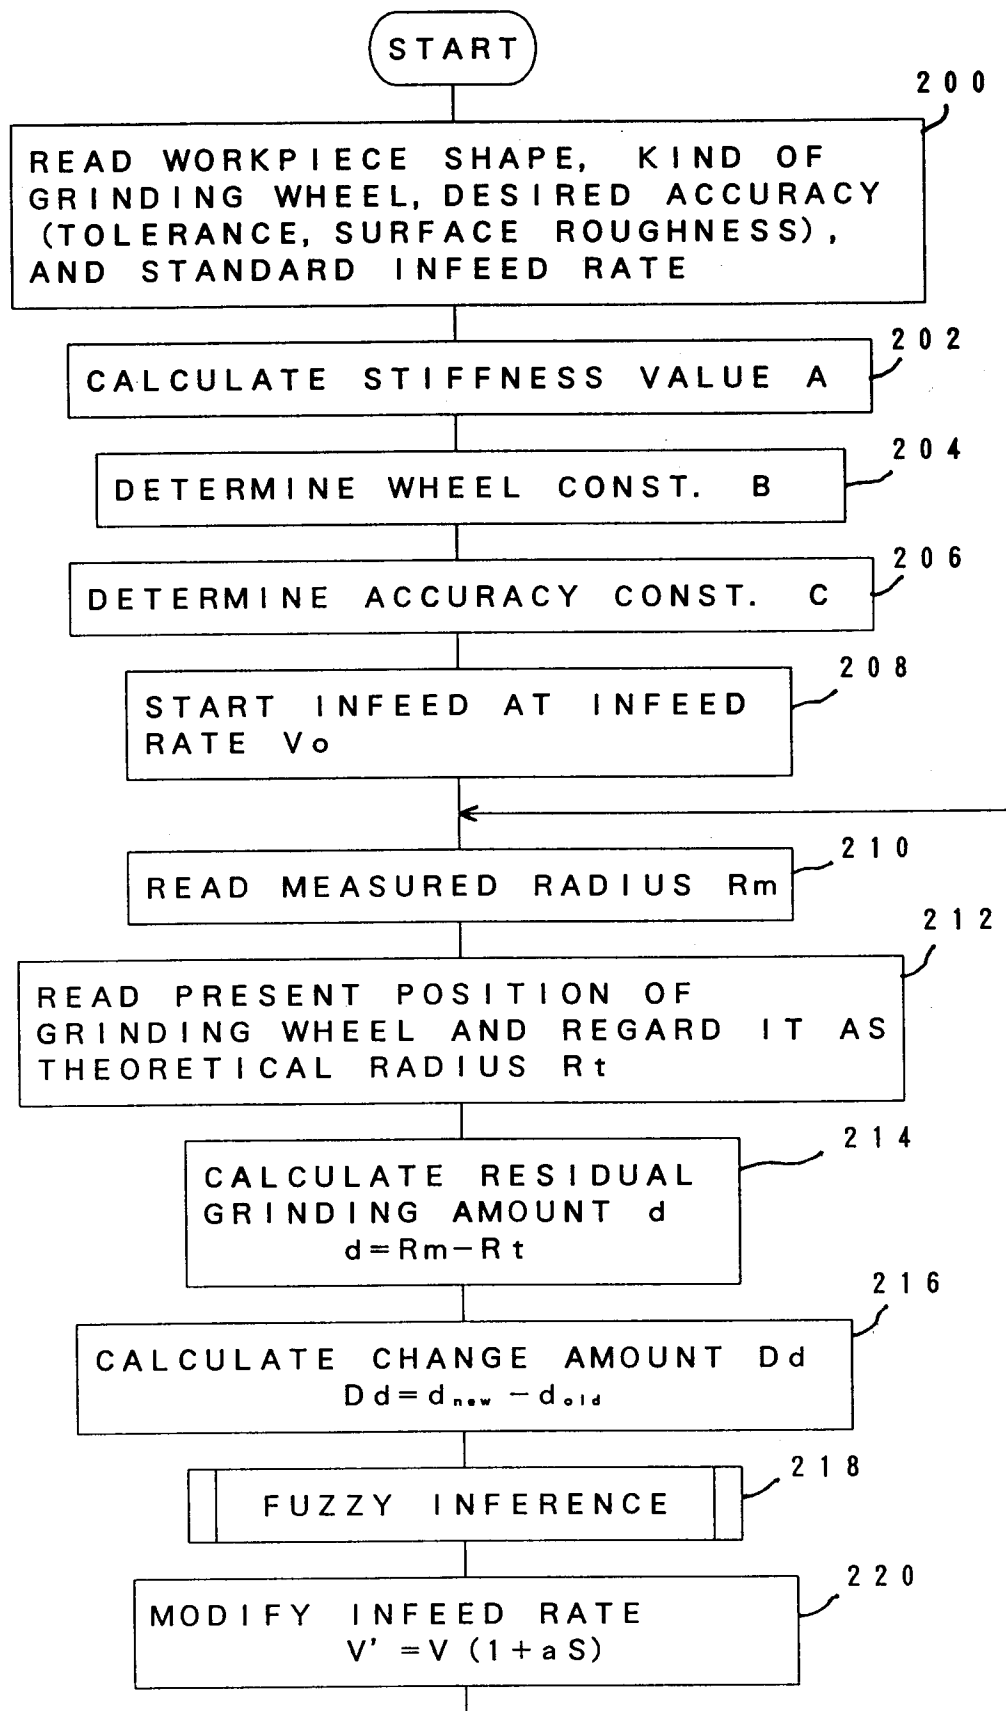 START
200
READ WORKPIECE SHAPE, KIND OF
GRINDING WHEEL, DESIRED ACCURACY
(TOLERANCE, SURFACE ROUGHNESS),
AND STANDARD INFEED RATE
202
CALCULATE STIFFNESS VALUE A
204
DETERMINE WHEEL CONST. B
206
DETERMINE ACCURACY CONST. C
208
START INFEED AT INFEED
RATE Vo
210
READ MEASURED RADIUS Rm
212
READ PRESENT POSITION OF
GRINDING WHEEL AND REGARD IT AS
THEORETICAL RADIUS Rt
214
CALCULATE RESIDUAL
GRINDING AMOUNT d
d=Rm-Rt
216
CALCULATE CHANGE AMOUNT Dd
Dd=dnew-dold
218
FUZZY INFERENCE
220
MODIFY INFEED RATE
V'=V(1+aS)